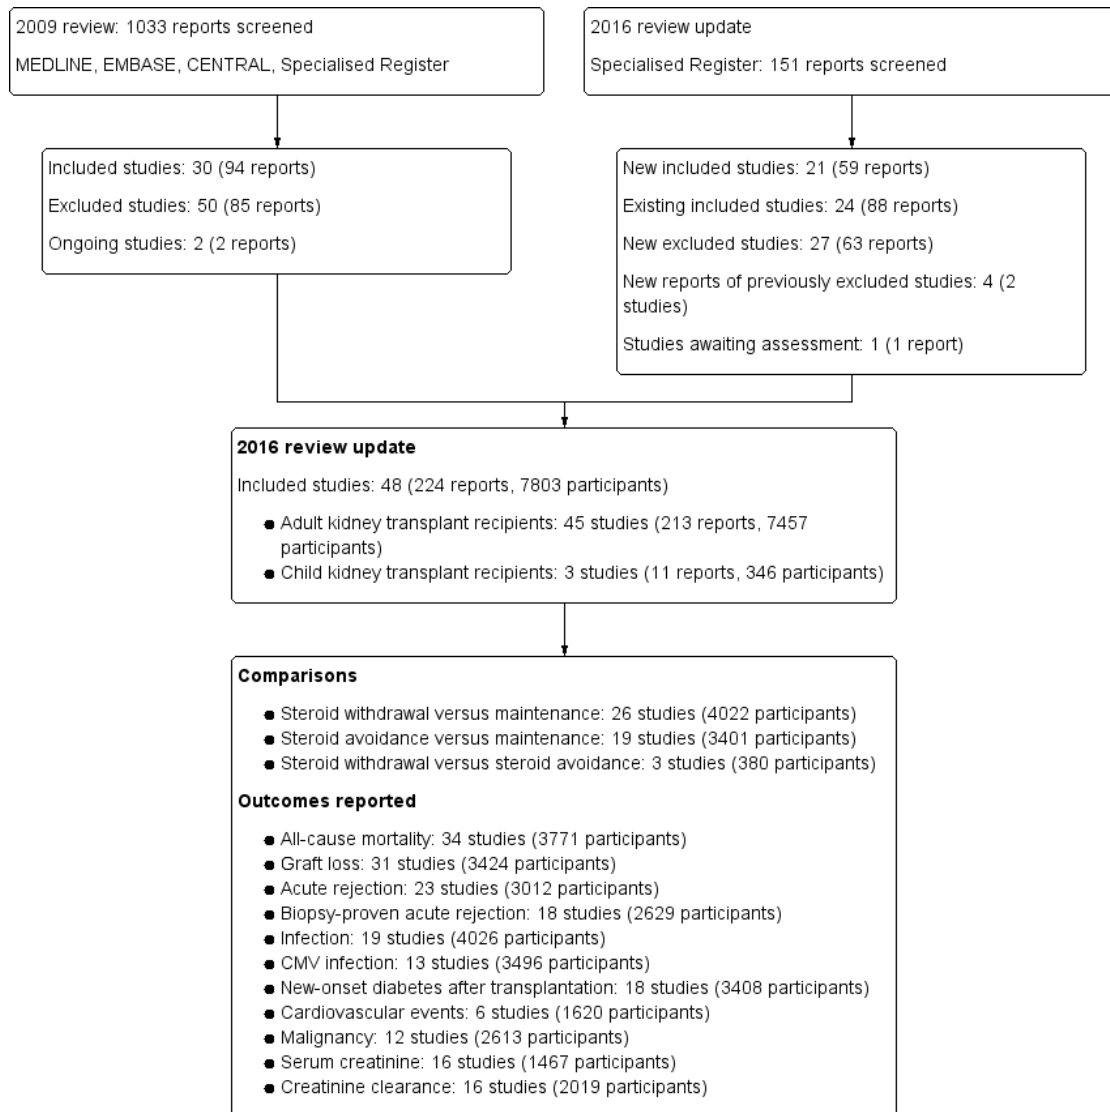 2009 review: 1033 reports screened
MEDLINE, EMBASE, CENTRAL, Specialised Register
2016 review update
Specialised Register: 151 reports screened
Included studies: 30 (94 reports)
Excluded studies: 50 (85 reports)
Ongoing studies: 2 (2 reports)
New included studies: 21 (59 reports)
Existing included studies: 24 (88 reports)
New excluded studies: 27 (63 reports)
New reports of previously excluded studies: 4 (2
studies)
Studies awaiting assessment: 1 (1 report)
2016 review update
Included studies: 48 (224 reports, 7803 participants)
● Adult kidney transplant recipients: 45 studies (213 reports, 7457
participants)
● Child kidney transplant recipients: 3 studies (11 reports, 346 participants)
Comparisons
● Steroid withdrawal versus maintenance: 26 studies (4022 participants)
● Steroid avoidance versus maintenance: 19 studies (3401 participants)
● Steroid withdrawal versus steroid avoidance: 3 studies (380 participants)
Outcomes reported
● All-cause mortality: 34 studies (3771 participants)
● Graft loss: 31 studies (3424 participants)
● Acute rejection: 23 studies (3012 participants)
● Biopsy-proven acute rejection: 18 studies (2629 participants)
● Infection: 19 studies (4026 participants)
● CMV infection: 13 studies (3496 participants)
● New-onset diabetes after transplantation: 18 studies (3408 participants)
● Cardiovascular events: 6 studies (1620 participants)
● Malignancy: 12 studies (2613 participants)
● Serum creatinine: 16 studies (1467 participants)
● Creatinine clearance: 16 studies (2019 participants)